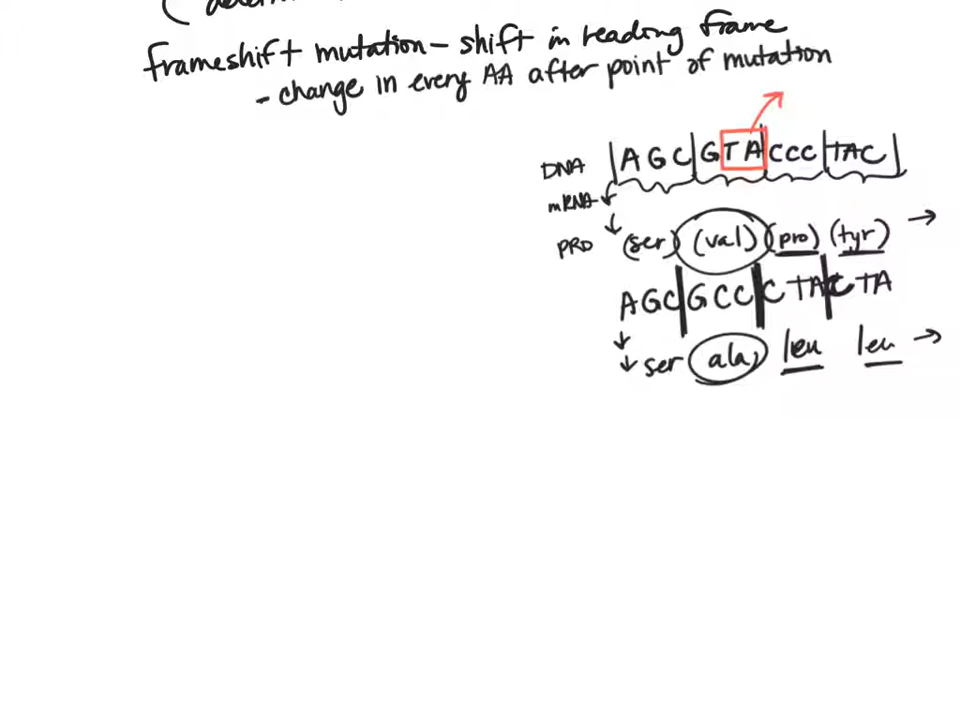 frameshift mutation - shift in reading frame
- change in every AA after point of mutation
DNA |AGC|GTA|CCC|TAC|
mRNA
PRO (ser) (val) (pro) (tyr) →
AGC|GCC|CTA|CTA
ser ala leu leu →